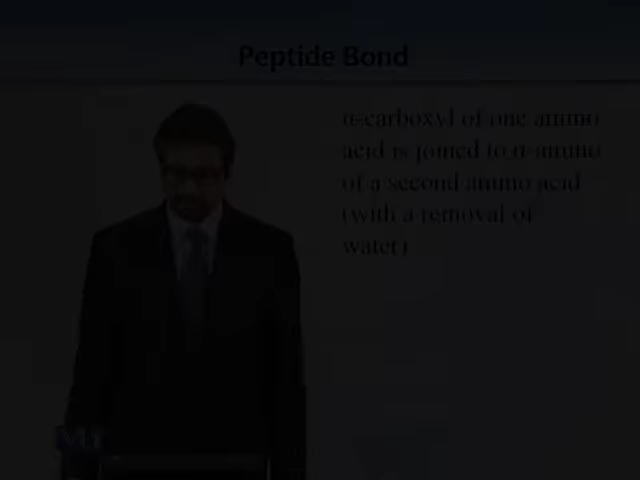 Peptide Bond
α-carboxyl of one amino
acid is joined to α-amino
of a second amino acid
(with a removal of
water)